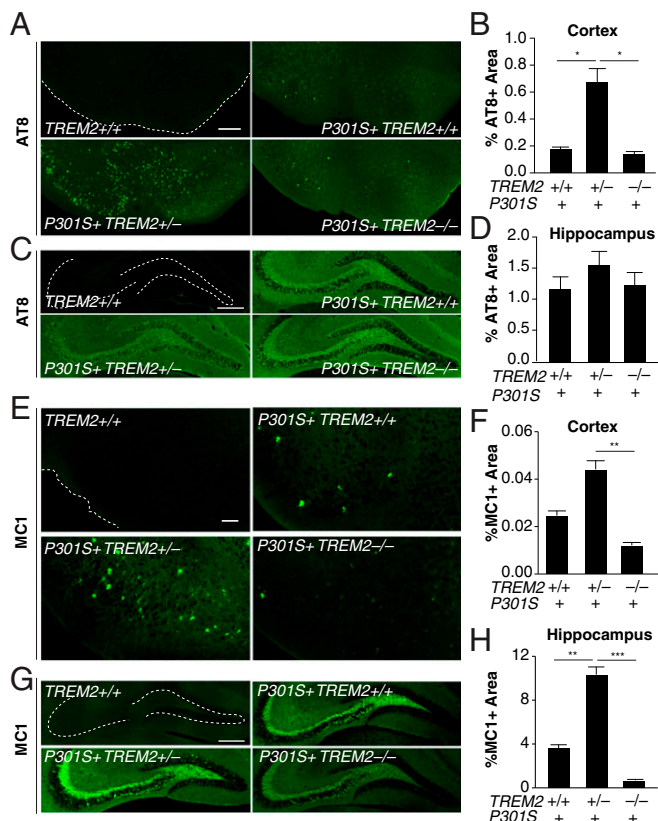 A
AT8
TREM2+/+
P301S+ TREM2+/+
P301S+ TREM2+/–
P301S+ TREM2–/–
B
Cortex
% AT8+ Area
0.8
0.6
0.4
0.2
0.0
* *
TREM2 +/+ +/– –/–
P301S + + +
C
AT8
TREM2+/+
P301S+ TREM2+/+
P301S+ TREM2+/–
P301S+ TREM2–/–
D
Hippocampus
% AT8+ Area
2.0
1.5
1.0
0.5
0.0
TREM2 +/+ +/– –/–
P301S + + +
E
MC1
TREM2+/+
P301S+ TREM2+/+
P301S+ TREM2+/–
P301S+ TREM2–/–
F
Cortex
%MC1+ Area
0.06
0.04
0.02
0.00
**
TREM2 +/+ +/– –/–
P301S + + +
G
MC1
TREM2+/+
P301S+ TREM2+/+
P301S+ TREM2+/–
P301S+ TREM2–/–
H
Hippocampus
%MC1+ Area
12
8
4
0
** ***
TREM2 +/+ +/– –/–
P301S + + +